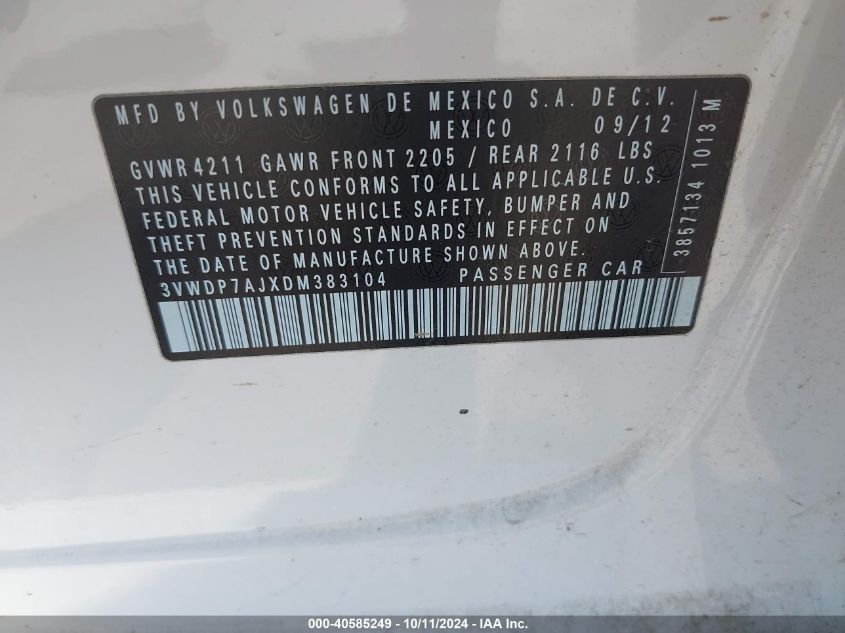 MFD BY VOLKSWAGEN DE MEXICO S.A. DE C.V.
MEXICO 09/12
GVWR 4211 GAWR FRONT 2205 / REAR 2116 LBS
THIS VEHICLE CONFORMS TO ALL APPLICABLE U.S.
FEDERAL MOTOR VEHICLE SAFETY, BUMPER AND
THEFT PREVENTION STANDARDS IN EFFECT ON
THE DATE OF MANUFACTURE SHOWN ABOVE.
3VWDP7AJXDM383104 PASSENGER CAR
3857134 1013 M
000-40585249 - 10/11/2024 - IAA Inc.